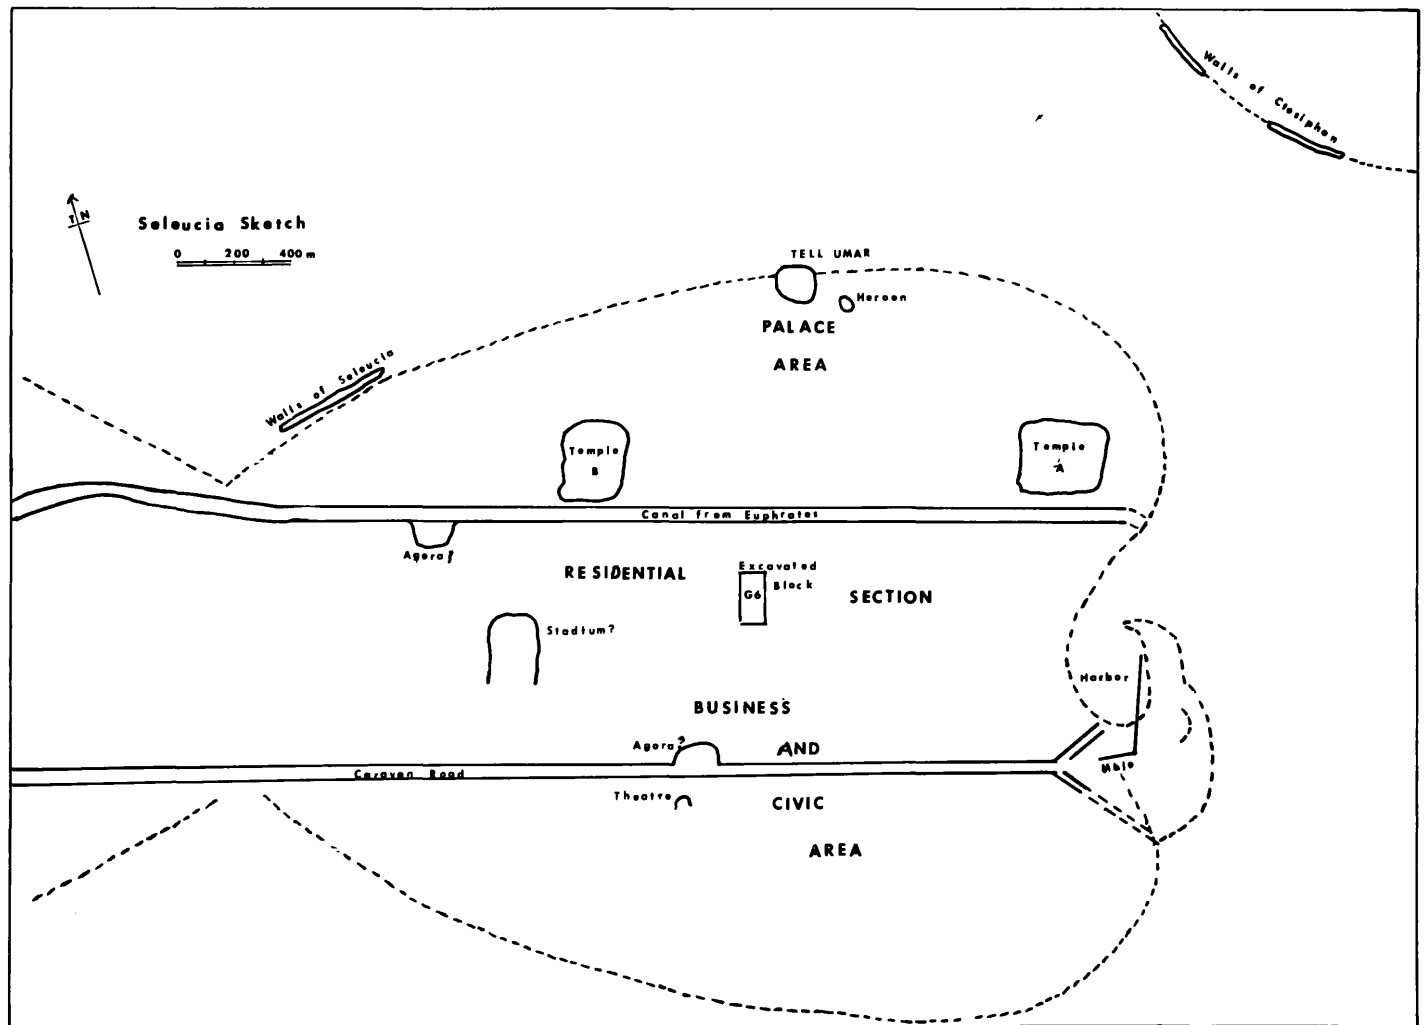 Walls of Ctesiphon
TN
Seleucia Sketch
0 200 400 m
TELL UMAR
Heroon
PALACE
AREA
Walls of Seleucia
Temple
B
Temple
A
Canal from Euphrates
Agora?
RESIDENTIAL
Excavated
Block
G6
SECTION
Stadium?
Harbor
BUSINESS
Agora?
AND
Mole
Caravan Road
Theatre
CIVIC
AREA